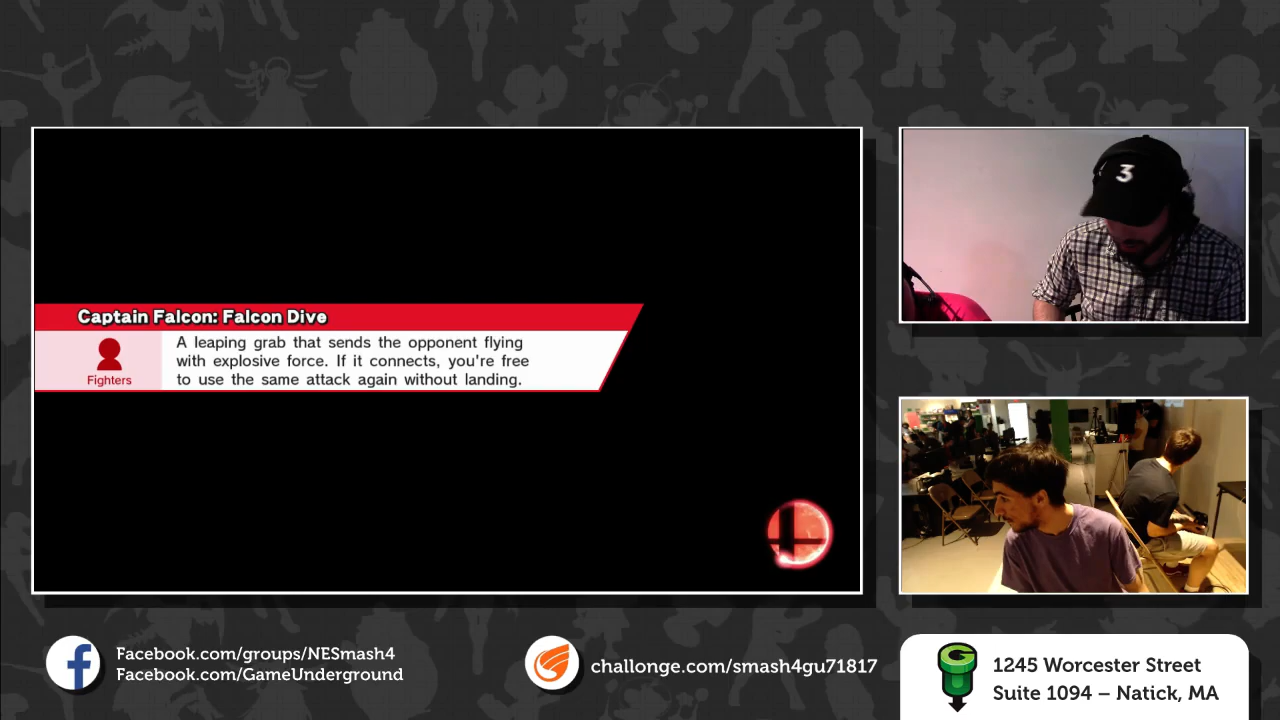 Captain Falcon: Falcon Dive
A leaping grab that sends the opponent flying
with explosive force. If it connects, you're free
to use the same attack again without landing.
Fighters
3
Facebook.com/groups/NESmash4
Facebook.com/GameUnderground
challonge.com/smash4gu71817
1245 Worcester Street
Suite 1094 – Natick, MA